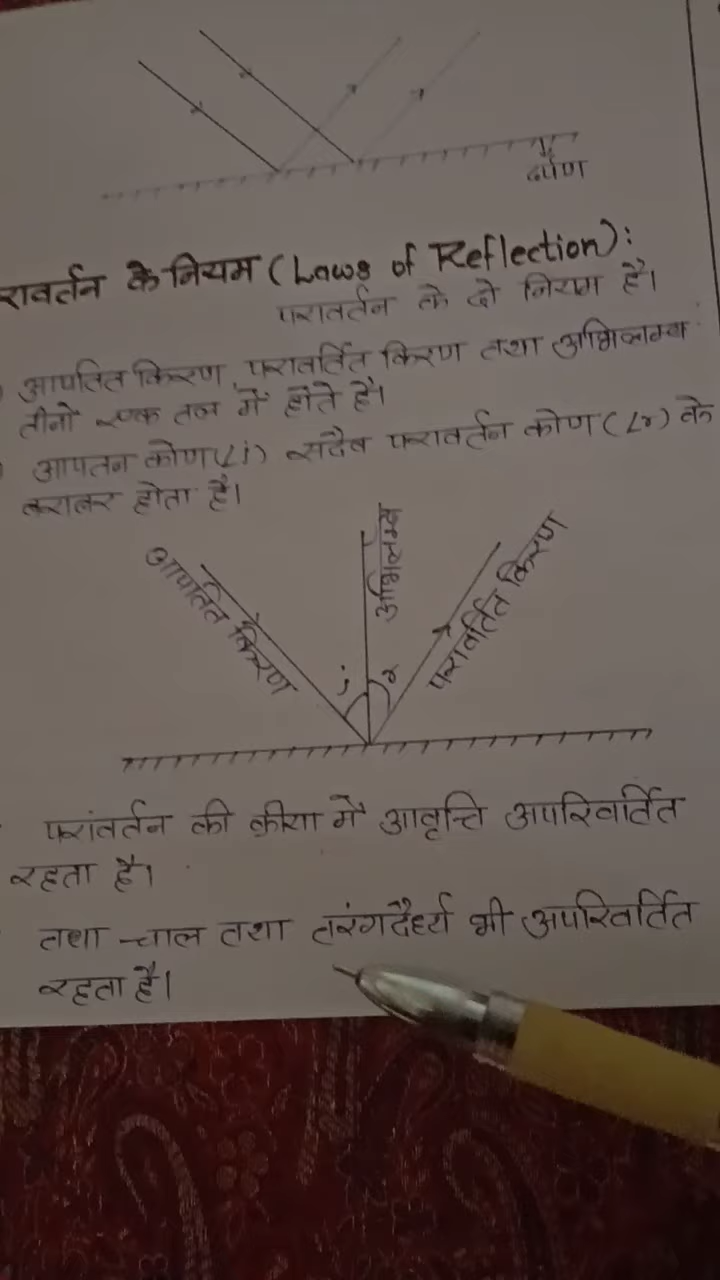 दर्पण
रावर्तन के नियम (Laws of Reflection):
परावर्तन के दो नियम है।
आपतित किरण, परावर्तित किरण तथा अभिलम्ब
तीनो एक तल में होते है।
आपतन कोण(∠i) सदैव परावर्तन कोण(∠r) के
बराबर होता है।
आपतित किरण
अभिलम्ब
परावर्तित किरण
i
r
परांवर्तन की क्रीया में आवृत्ति अपरिवर्तित
रहता है।
तथा चाल तथा तरंगदैर्ध्य भी अपरिवर्तित
रहता है।